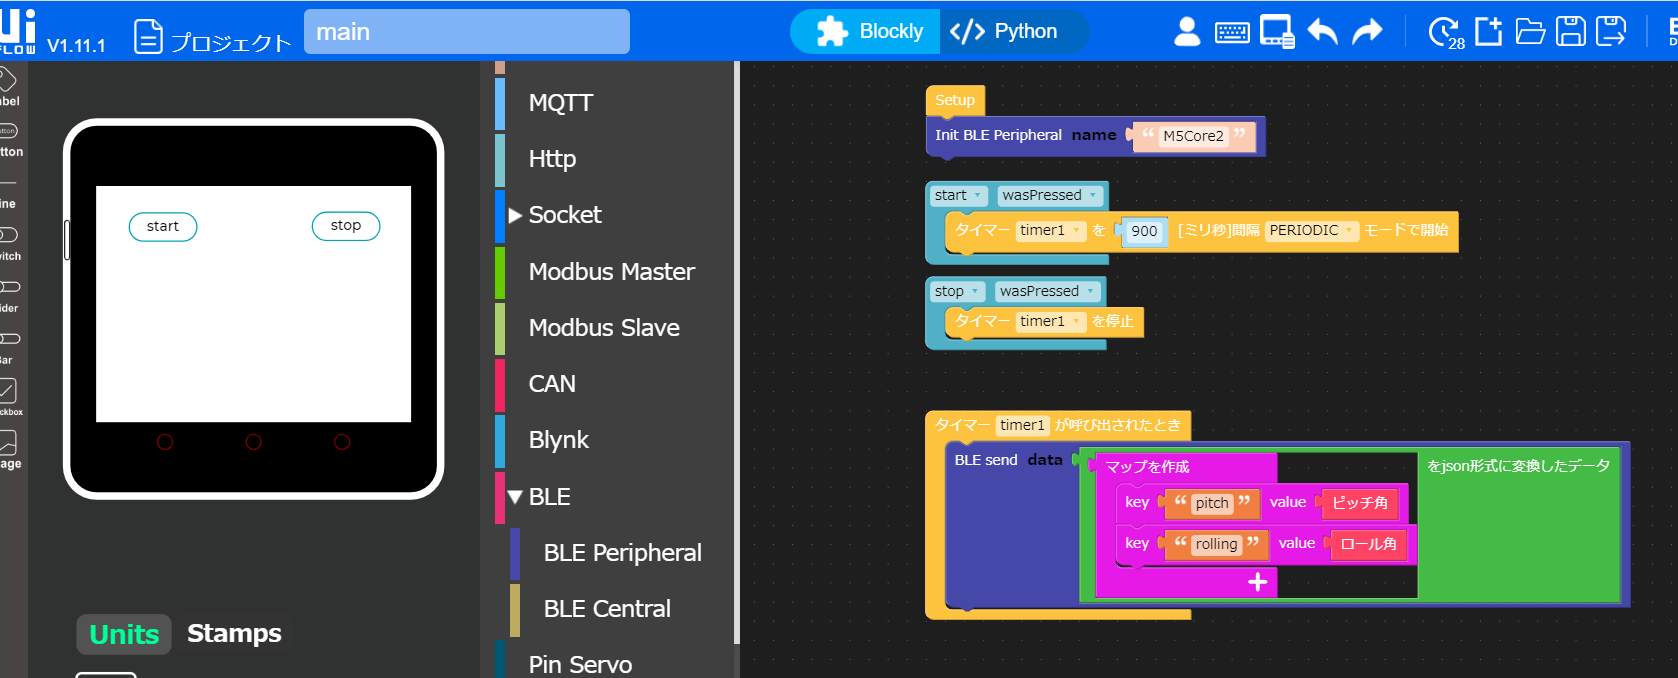 FLOW V1.11.1 プロジェクト main Blockly </> Python 28
bel
tton
ine
vitch
ider
Bar
ckbox
age
start stop
Units Stamps
MQTT
Http
Socket
Modbus Master
Modbus Slave
CAN
Blynk
BLE
BLE Peripheral
BLE Central
Pin Servo
Setup
Init BLE Peripheral name “ M5Core2 ”
start wasPressed
タイマー timer1 を 900 [ミリ秒]間隔 PERIODIC モードで開始
stop wasPressed
タイマー timer1 を停止
タイマー timer1 が呼び出されたとき
BLE send data マップを作成 をjson形式に変換したデータ
key “ pitch ” value ピッチ角
key “ rolling ” value ロール角
+